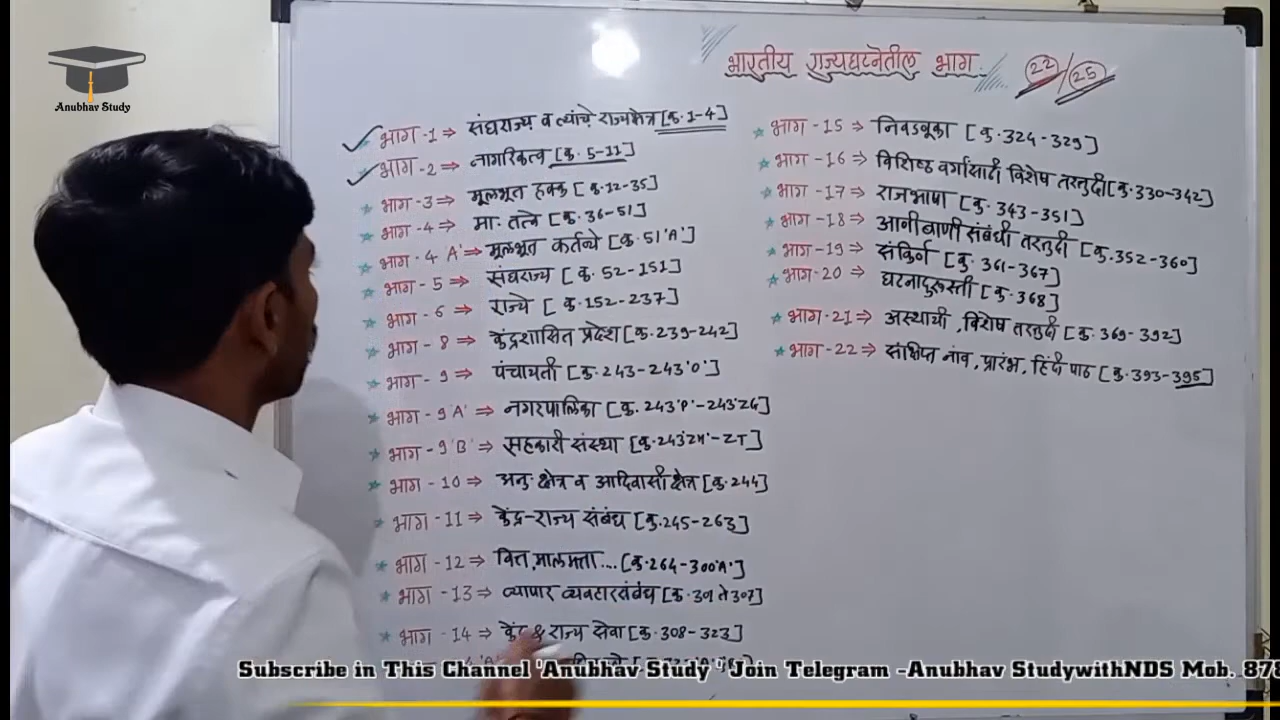 Anubhav Study
भारतीय राज्यघटनेतील भाग. 22/25
भाग -1 ⇒ संघराज्य व त्यांचे राज्यक्षेत्र [क. 1-4]
भाग -2 ⇒ नागरिकत्व [क. 5-11]
भाग -3 ⇒ मूलभूत हक्क [क. 12-35]
भाग -4 ⇒ मा. तत्वे [क. 36-51]
भाग - 4 'A' ⇒ मूलभूत कर्तव्ये [क. 51'A']
भाग - 5 ⇒ संघराज्य [क. 52-151]
भाग - 6 ⇒ राज्ये [क. 152-237]
भाग - 8 ⇒ केंद्रशासित प्रदेश [क. 239-242]
भाग - 9 ⇒ पंचायती [क. 243-243'O']
भाग - 9'A' ⇒ नगरपालिका [क. 243'P'-243'ZG]
भाग - 9'B' ⇒ सहकारी संस्था [क. 243'ZH'-ZT]
भाग - 10 ⇒ अनु. क्षेत्र व आदिवासी क्षेत्र [क. 244]
भाग - 11 ⇒ केंद्र-राज्य संबंध [क. 245-263]
भाग - 12 ⇒ वित्त, मालमत्ता... [क. 264-300'A']
भाग - 13 ⇒ व्यापार व्यवहारसंबंध [क. 301 ते 307]
भाग - 14 ⇒ केंद्र & राज्य सेवा [क. 308-323]
भाग - 15 ⇒ निवडणूका [क. 324-329]
भाग - 16 ⇒ विशिष्ठ वर्गासाठी विशेष तरतुदी [क. 330-342]
भाग - 17 ⇒ राजभाषा [क. 343-351]
भाग - 18 ⇒ आणीबाणी संबंधी तरतुदी [क. 352-360]
भाग - 19 ⇒ संकिर्ण [क. 361-367]
भाग - 20 ⇒ घटनादुरुस्ती [क. 368]
भाग - 21 ⇒ अस्थायी, विशेष तरतुदी [क. 369-392]
भाग - 22 ⇒ संक्षिप्त नाव, प्रारंभ, हिंदी पाठ [क. 393-395]
Subscribe in This Channel 'Anubhav Study 'Join Telegram -Anubhav StudywithNDS Mob. 878